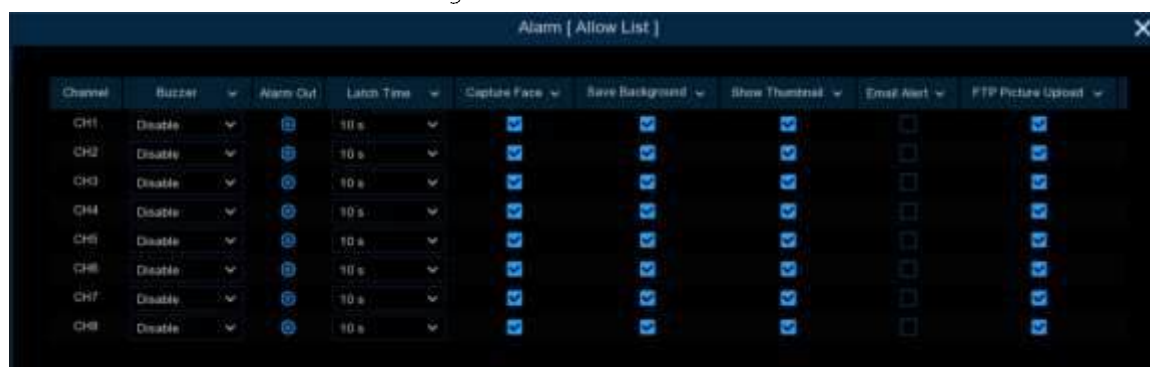 Alarm [ Allow List ]
Channel Buzzer Alarm Out Latch Time Capture Face Save Background Show Thumbnail Email Alert FTP Picture Upload
CH1 Disable 10 s
CH2 Disable 10 s
CH3 Disable 10 s
CH4 Disable 10 s
CH5 Disable 10 s
CH6 Disable 10 s
CH7 Disable 10 s
CH8 Disable 10 s